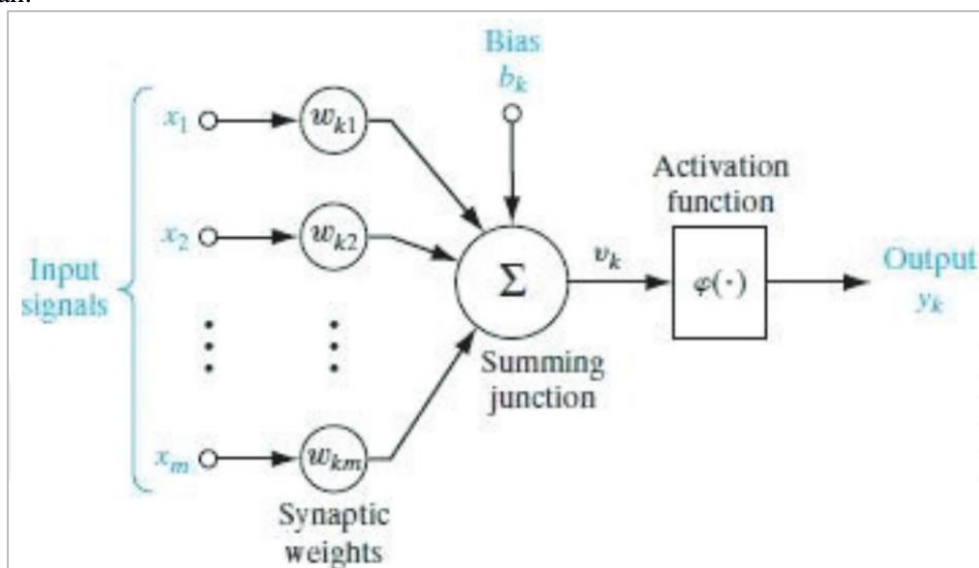 an.
Bias
b_k
x_1
w_k1
Activation
function
x_2
w_k2
Input
signals
Σ
v_k
φ(·)
Output
y_k
Summing
junction
x_m
w_km
Synaptic
weights